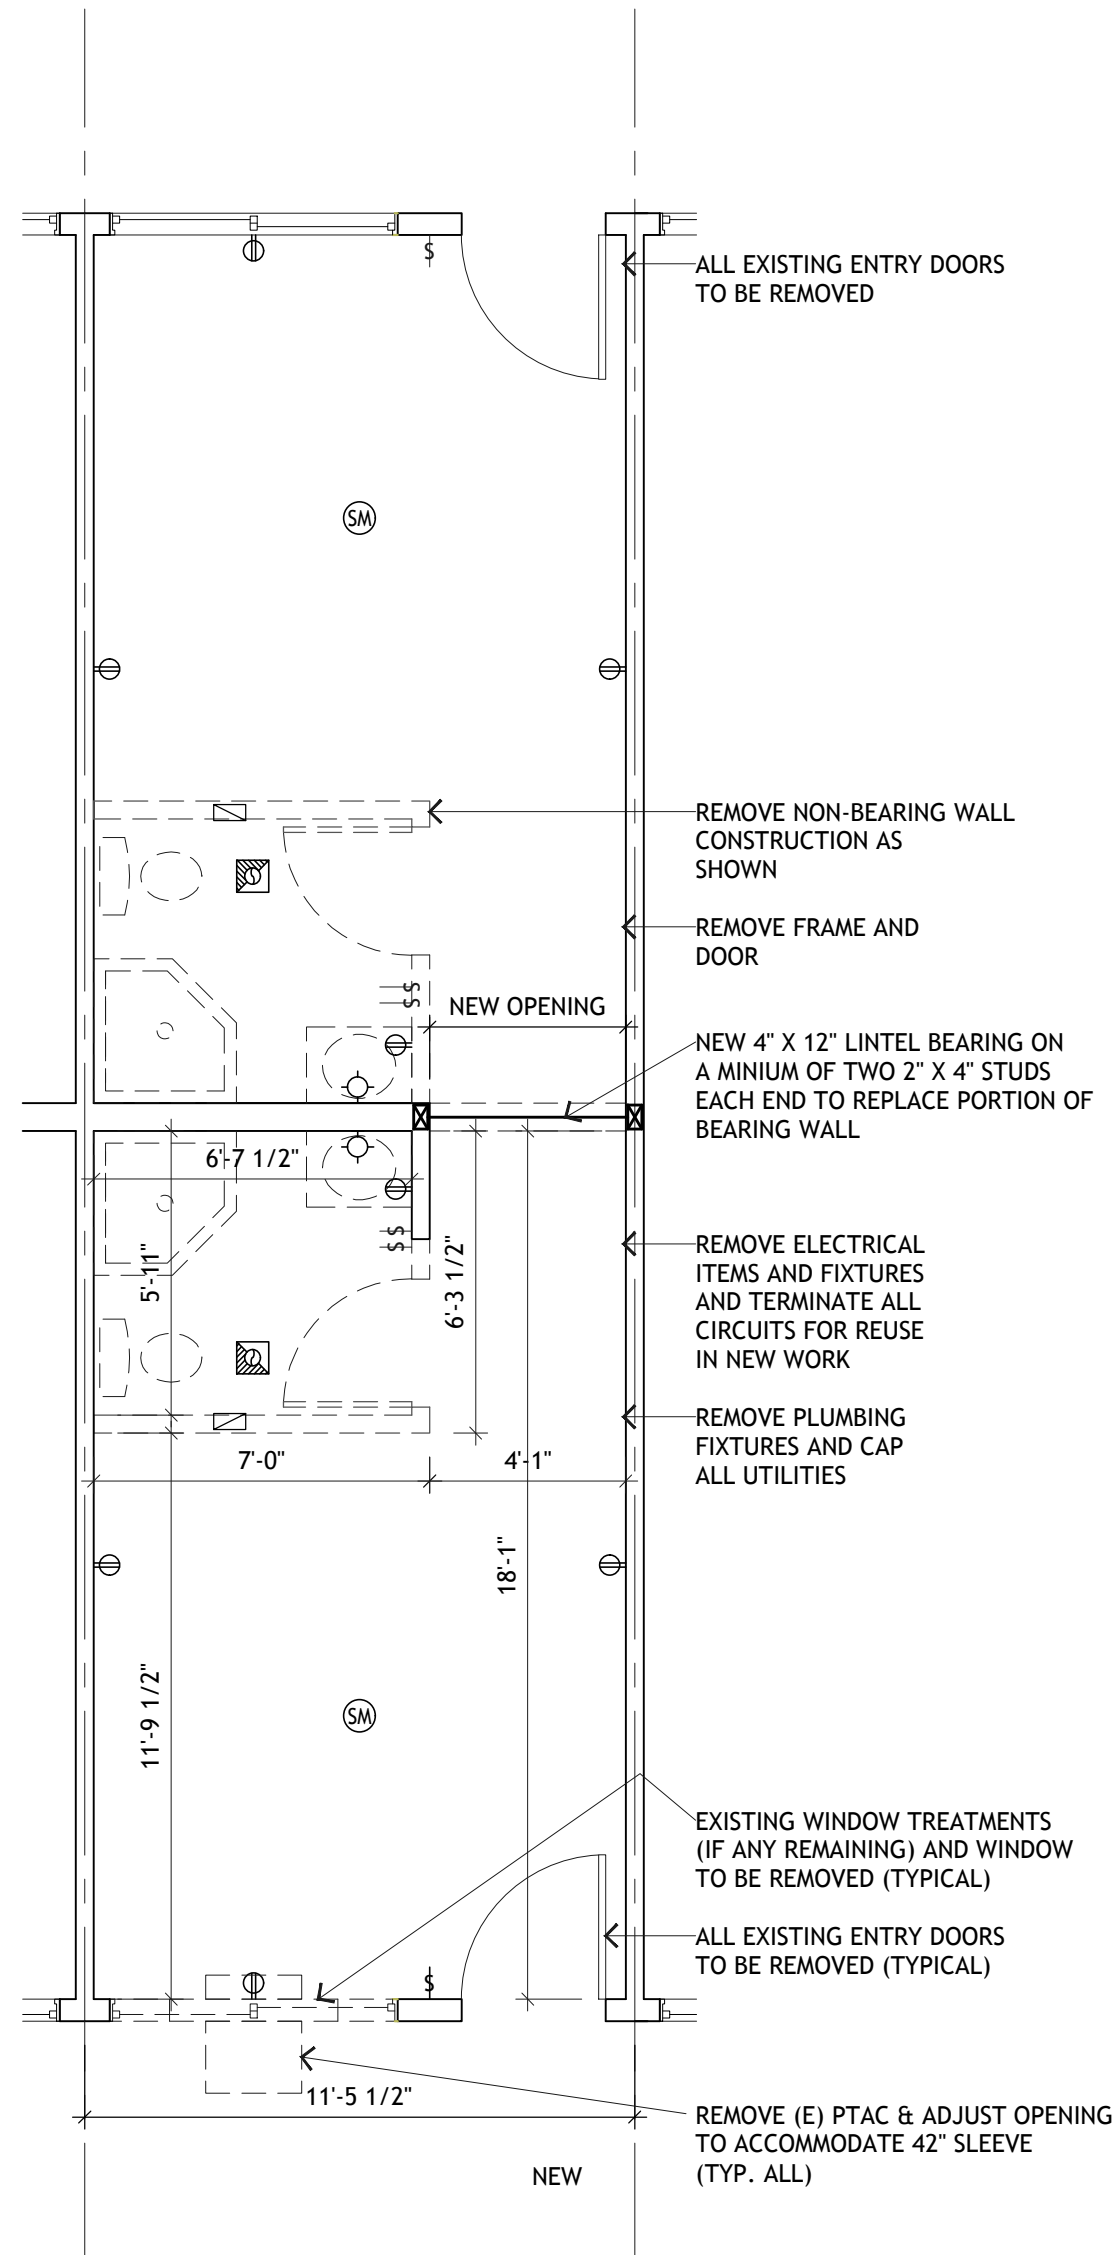 S
ALL EXISTING ENTRY DOORS
TO BE REMOVED
SM
REMOVE NON-BEARING WALL
CONSTRUCTION AS
SHOWN
REMOVE FRAME AND
DOOR
S S
NEW OPENING
NEW 4" X 12" LINTEL BEARING ON
A MINIUM OF TWO 2" X 4" STUDS
EACH END TO REPLACE PORTION OF
BEARING WALL
6'-7 1/2"
S S
5'-11"
6'-3 1/2"
REMOVE ELECTRICAL
ITEMS AND FIXTURES
AND TERMINATE ALL
CIRCUITS FOR REUSE
IN NEW WORK
REMOVE PLUMBING
FIXTURES AND CAP
ALL UTILITIES
7'-0"
4'-1"
18'-1"
11'-9 1/2"
SM
EXISTING WINDOW TREATMENTS
(IF ANY REMAINING) AND WINDOW
TO BE REMOVED (TYPICAL)
ALL EXISTING ENTRY DOORS
TO BE REMOVED (TYPICAL)
S
11'-5 1/2"
REMOVE (E) PTAC & ADJUST OPENING
TO ACCOMMODATE 42" SLEEVE
(TYP. ALL)
NEW